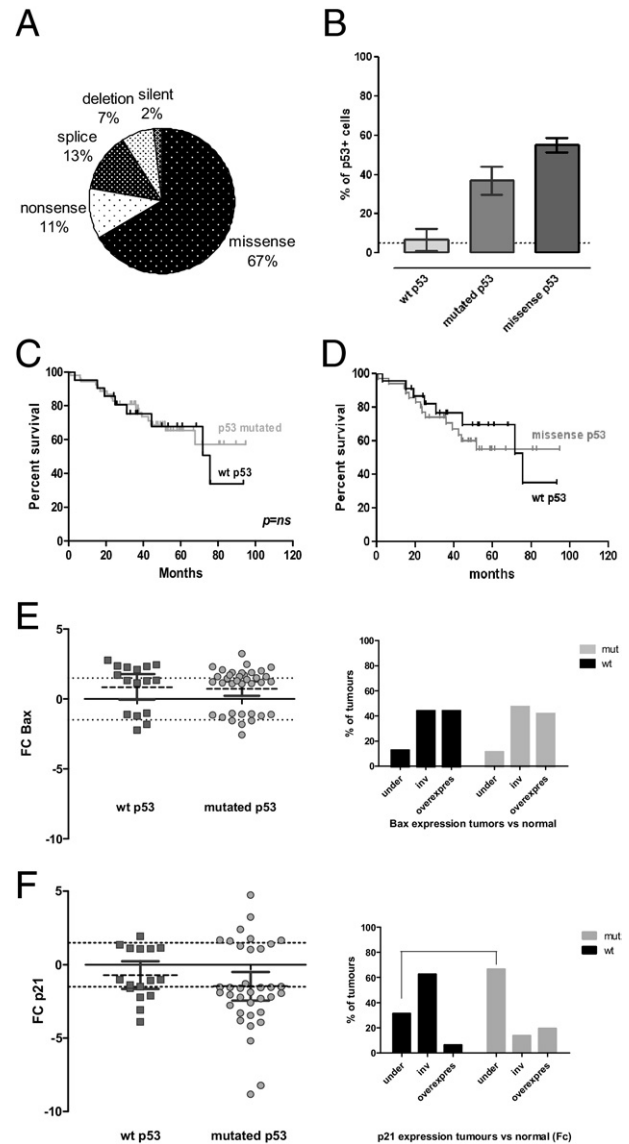 A
deletion
7%
silent
2%
splice
13%
nonsense
11%
missense
67%
B
% of p53+ cells
100
80
60
40
20
0
wt p53
mutated p53
missense p53
C
Percent survival
100
80
60
40
20
0
p53 mutated
wt p53
p=ns
0 20 40 60 80 100 120
Months
D
Percent survival
100
80
60
40
20
0
missense p53
wt p53
0 20 40 60 80 100 120
months
E
FC Bax
5
0
-5
-10
wt p53 mutated p53
% of tumours
100
80
60
40
20
0
mut
wt
under inv overexpres under inv overexpres
Bax expression tumors vs normal
F
FC p21
5
0
-5
-10
wt p53 mutated p53
% of tumours
100
80
60
40
20
0
mut
wt
under inv overexpres under inv overexpres
p21 expression tumours vs normal (Fc)